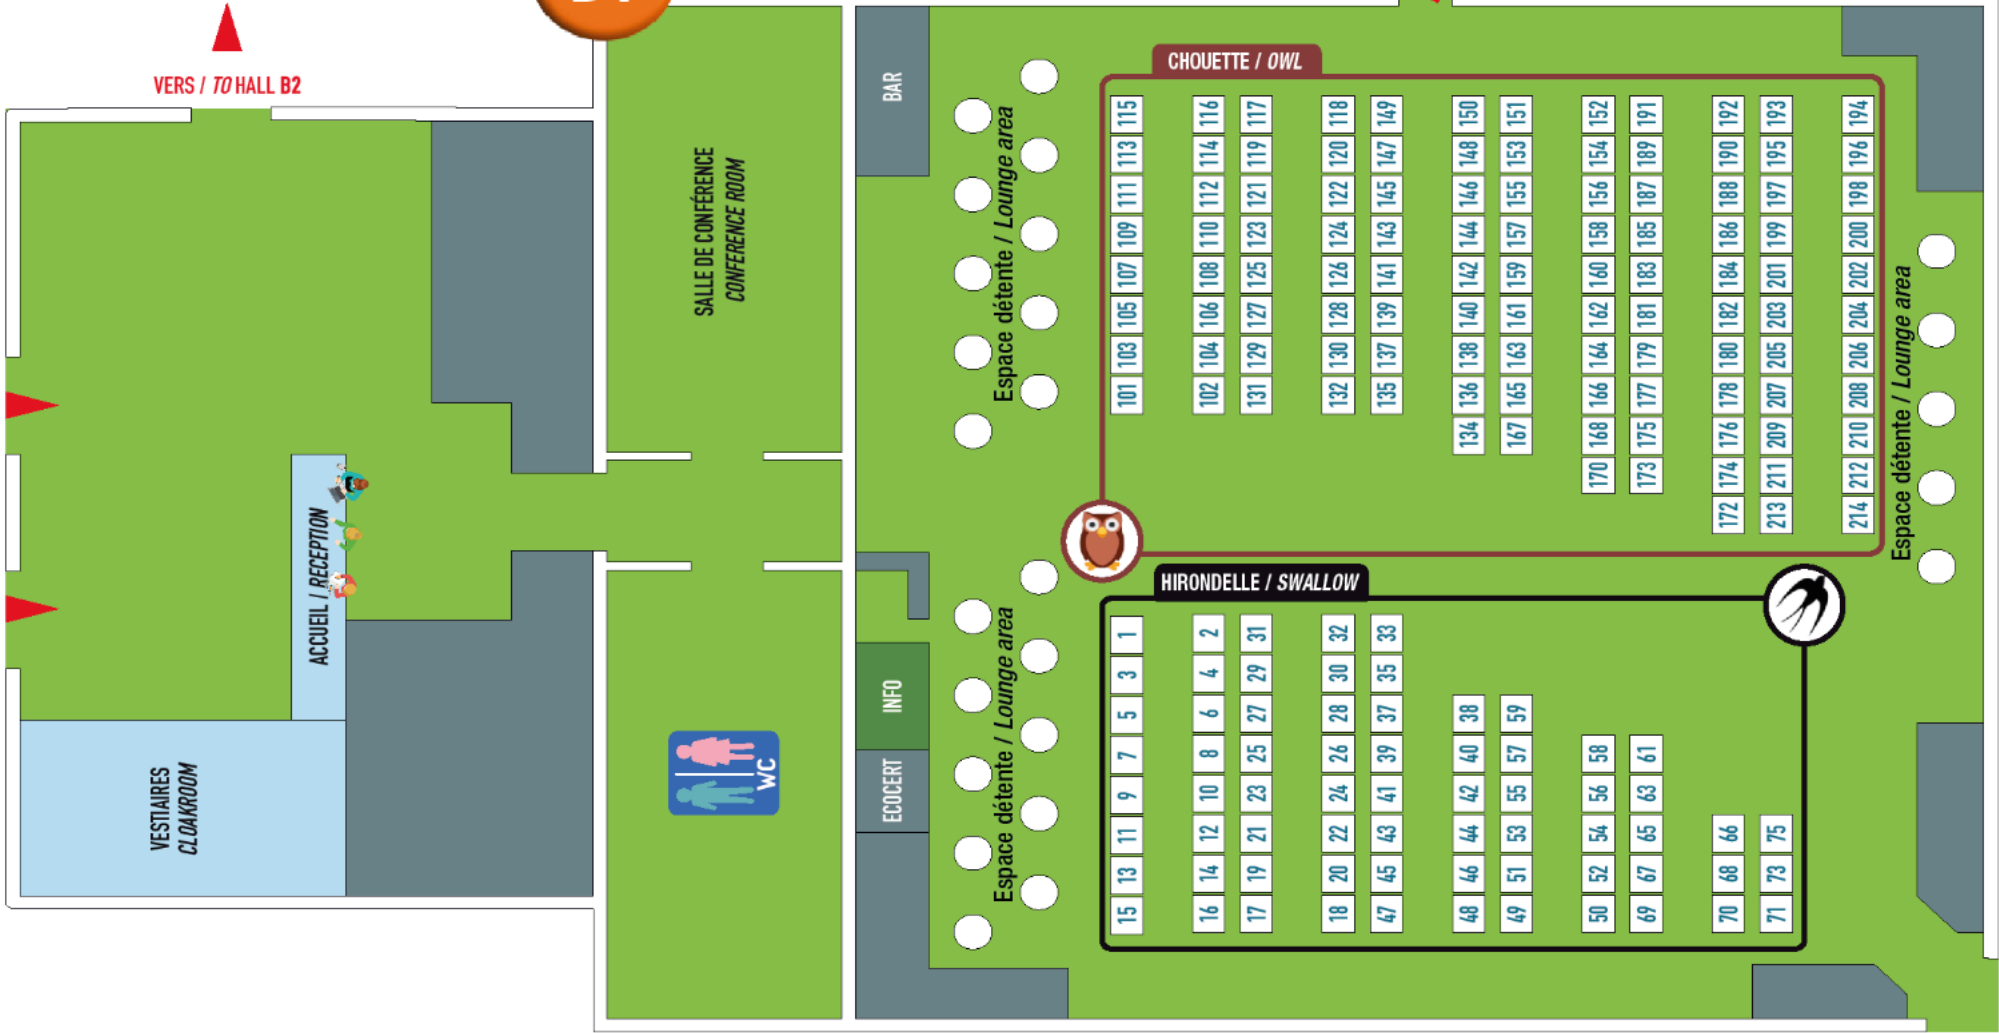 VERS / TO HALL B2
SALLE DE CONFÉRENCE
CONFERENCE ROOM
ACCUEIL / RECEPTION
VESTIAIRES
CLOAKROOM
WC
BAR
INFO
ECOCERT
Espace détente / Lounge area
Espace détente / Lounge area
CHOUETTE / OWL
115 116 117 118 149 150 151 152 191 192 193 194
113 114 119 120 147 148 153 154 189 190 195 196
111 112 121 122 145 146 155 156 187 188 197 198
109 110 123 124 143 144 157 158 185 186 199 200
107 108 125 126 141 142 159 160 183 184 201 202
105 106 127 128 139 140 161 162 181 182 203 204
103 104 129 130 137 138 163 164 179 180 205 206
101 102 131 132 135 136 165 166 177 178 207 208
134 167 168 175 176 209 210
170 173 174 211 212
172 213 214
Espace détente / Lounge area
HIRONDELLE / SWALLOW
1 2 31 32 33
3 4 29 30 35
5 6 27 28 37 38 59
7 8 25 26 39 40 57 58 61
9 10 23 24 41 42 55 56 63
11 12 21 22 43 44 53 54 65 66 75
13 14 19 20 45 46 51 52 67 68 73
15 16 17 18 47 48 49 50 69 70 71